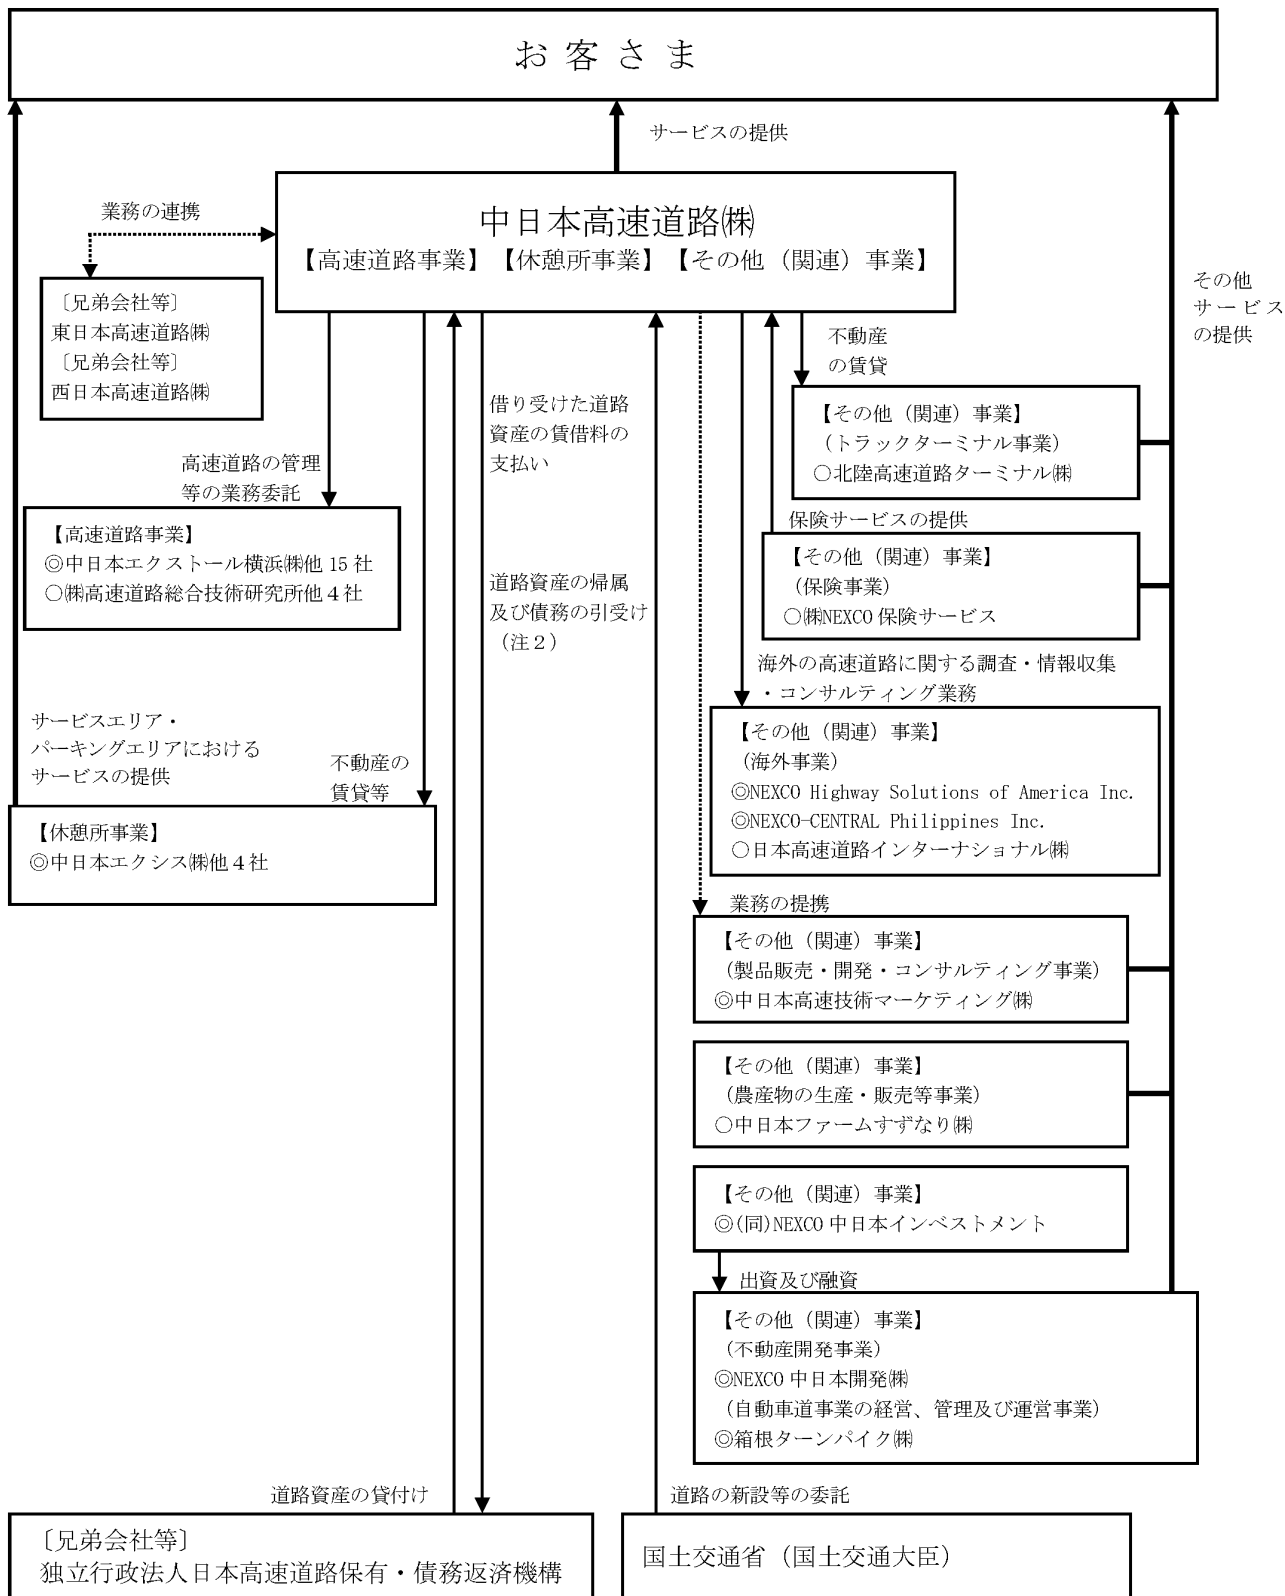 お客さま
サービスの提供
中日本高速道路㈱
【高速道路事業】【休憩所事業】【その他（関連）事業】
業務の連携
〔兄弟会社等〕
東日本高速道路㈱
〔兄弟会社等〕
西日本高速道路㈱
その他
サービス
の提供
不動産
の賃貸
【その他（関連）事業】
（トラックターミナル事業）
○北陸高速道路ターミナル㈱
借り受けた道路
資産の賃借料の
支払い
高速道路の管理
等の業務委託
【高速道路事業】
◎中日本エクストール横浜㈱他 15 社
○㈱高速道路総合技術研究所他４社
保険サービスの提供
【その他（関連）事業】
（保険事業）
○㈱NEXCO 保険サービス
道路資産の帰属
及び債務の引受け
（注２）
海外の高速道路に関する調査・情報収集
・コンサルティング業務
【その他（関連）事業】
（海外事業）
◎NEXCO Highway Solutions of America Inc.
◎NEXCO-CENTRAL Philippines Inc.
○日本高速道路インターナショナル㈱
サービスエリア・
パーキングエリアにおける
サービスの提供
不動産の
賃貸等
【休憩所事業】
◎中日本エクシス㈱他４社
業務の提携
【その他（関連）事業】
（製品販売・開発・コンサルティング事業）
◎中日本高速技術マーケティング㈱
【その他（関連）事業】
（農産物の生産・販売等事業）
○中日本ファームすずなり㈱
【その他（関連）事業】
◎(同)NEXCO 中日本インベストメント
出資及び融資
【その他（関連）事業】
（不動産開発事業）
◎NEXCO 中日本開発㈱
（自動車道事業の経営、管理及び運営事業）
◎箱根ターンパイク㈱
道路資産の貸付け
道路の新設等の委託
〔兄弟会社等〕
独立行政法人日本高速道路保有・債務返済機構
国土交通省（国土交通大臣）